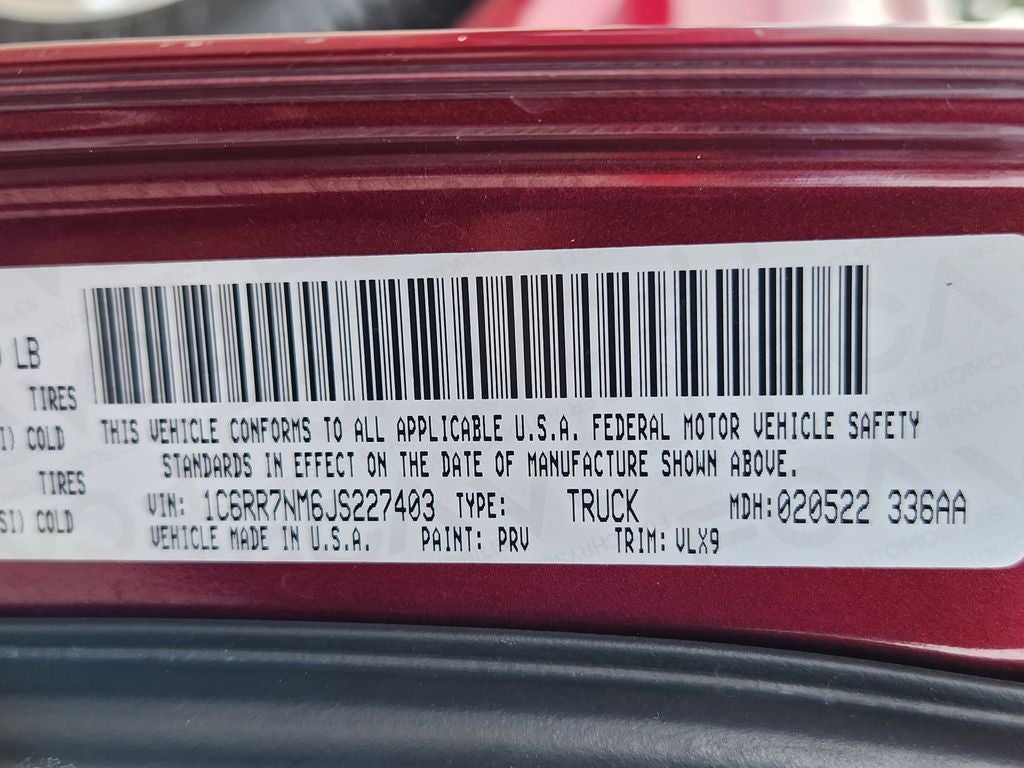 LB
TIRES
COLD
TIRES
COLD
THIS VEHICLE CONFORMS TO ALL APPLICABLE U.S.A. FEDERAL MOTOR VEHICLE SAFETY
STANDARDS IN EFFECT ON THE DATE OF MANUFACTURE SHOWN ABOVE.
VIN: 1C6RR7NM6JS227403 TYPE: TRUCK MDH:020522 336AA
VEHICLE MADE IN U.S.A. PAINT: PRV TRIM: VLX9